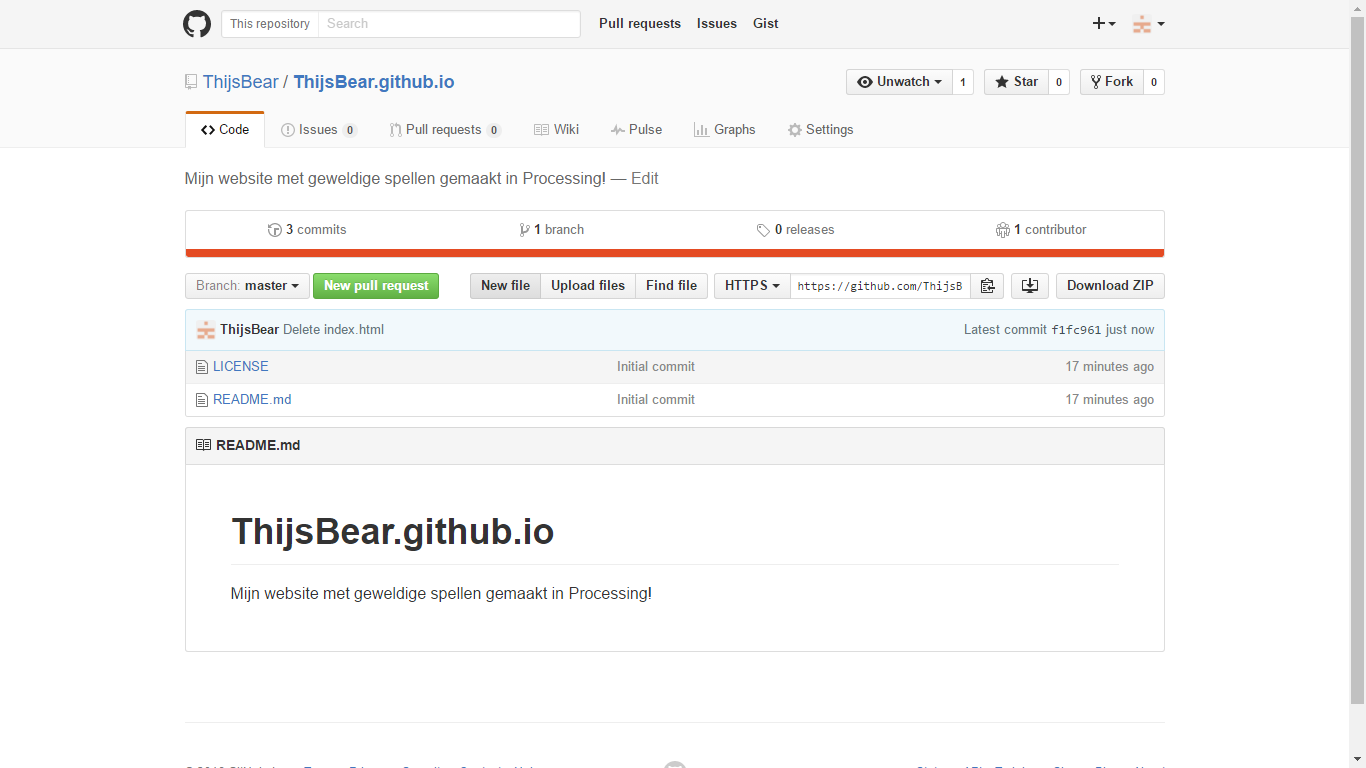 This repository Search Pull requests Issues Gist
ThijsBear / ThijsBear.github.io Unwatch 1 Star 0 Fork 0
Code Issues 0 Pull requests 0 Wiki Pulse Graphs Settings
Mijn website met geweldige spellen gemaakt in Processing! — Edit
3 commits 1 branch 0 releases 1 contributor
Branch: master New pull request New file Upload files Find file HTTPS https://github.com/ThijsB Download ZIP
ThijsBear Delete index.html Latest commit f1fc961 just now
LICENSE Initial commit 17 minutes ago
README.md Initial commit 17 minutes ago
README.md
ThijsBear.github.io
Mijn website met geweldige spellen gemaakt in Processing!